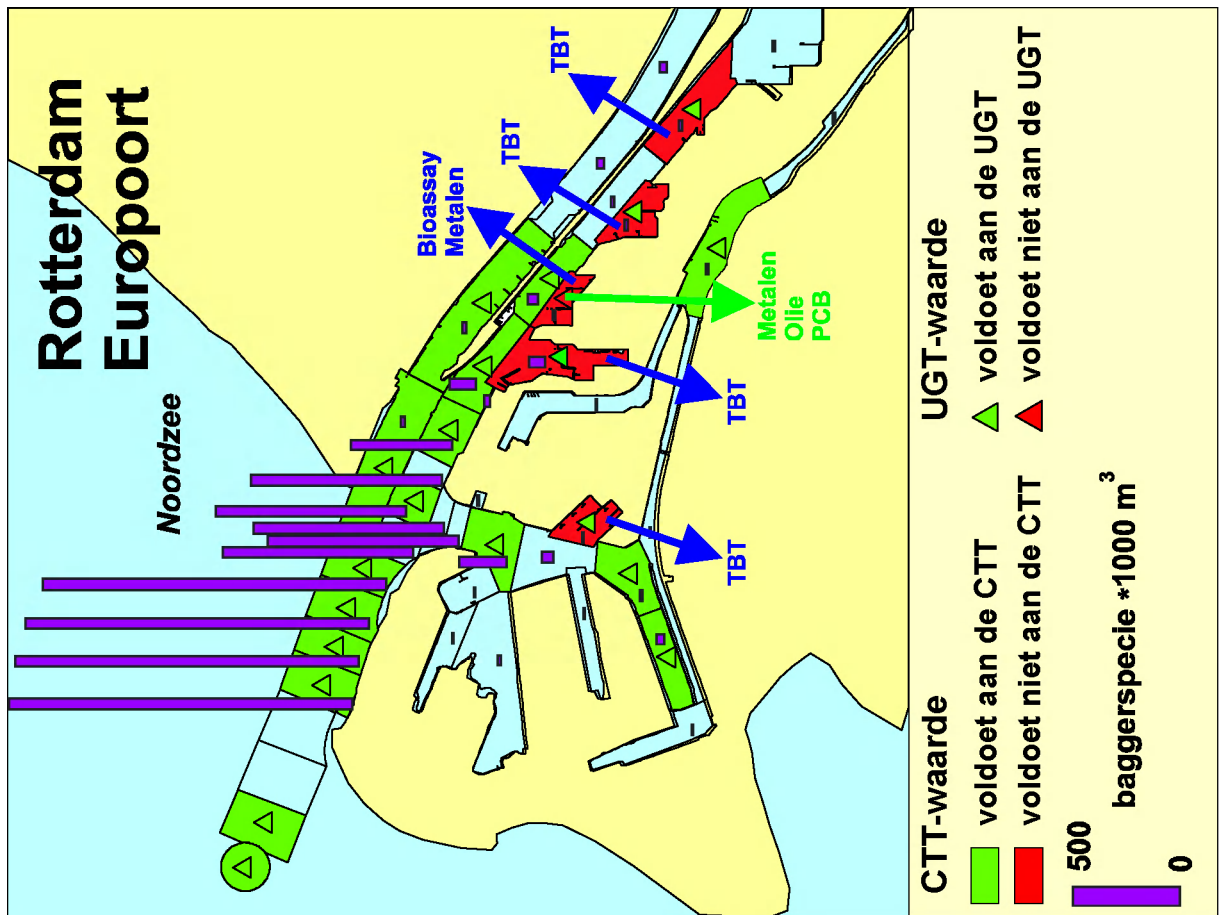 Rotterdam
Europoort
Noordzee
Bioassay
Metalen
TBT
TBT
Metalen
Olie
PCB
TBT
TBT
CTT-waarde
voldoet aan de CTT
voldoet niet aan de CTT
UGT-waarde
voldoet aan de UGT
voldoet niet aan de UGT
500
0
baggerspecie *1000 m³